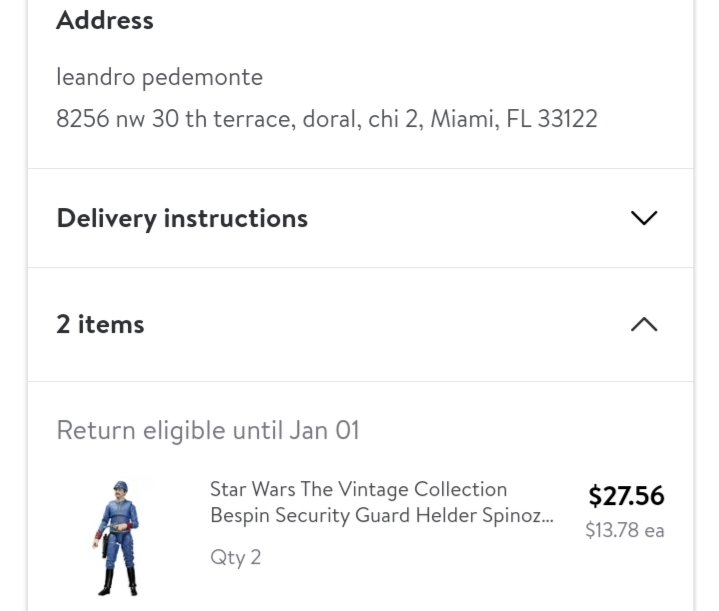 Address
leandro pedemonte
8256 nw 30 th terrace, doral, chi 2, Miami, FL 33122
Delivery instructions
2 items
Return eligible until Jan 01
Star Wars The Vintage Collection
Bespin Security Guard Helder Spinoz...
$27.56
$13.78 ea
Qty 2